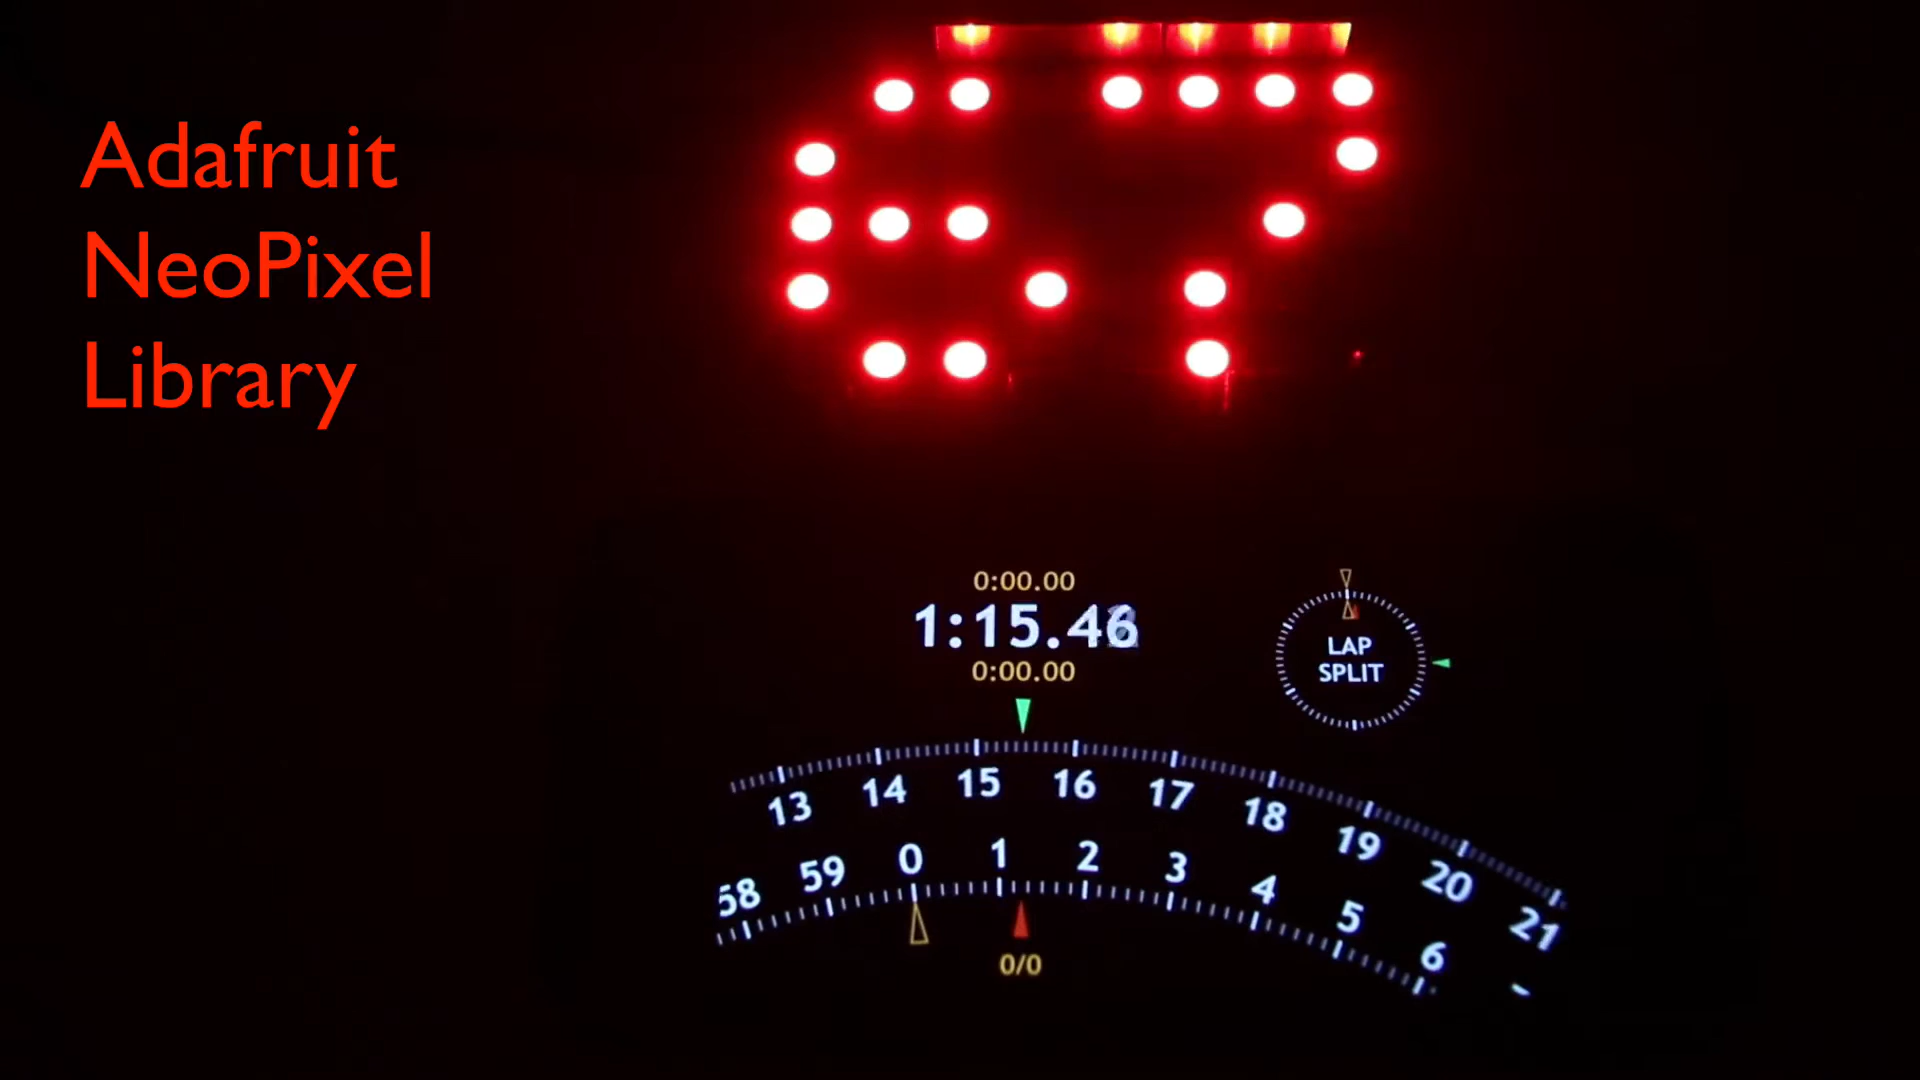 Adafruit
NeoPixel
Library
67
0:00.00
1:15.46
0:00.00
LAP
SPLIT
13 14 15 16 17 18 19 20 21
58 59 0 1 2 3 4 5 6
0/0